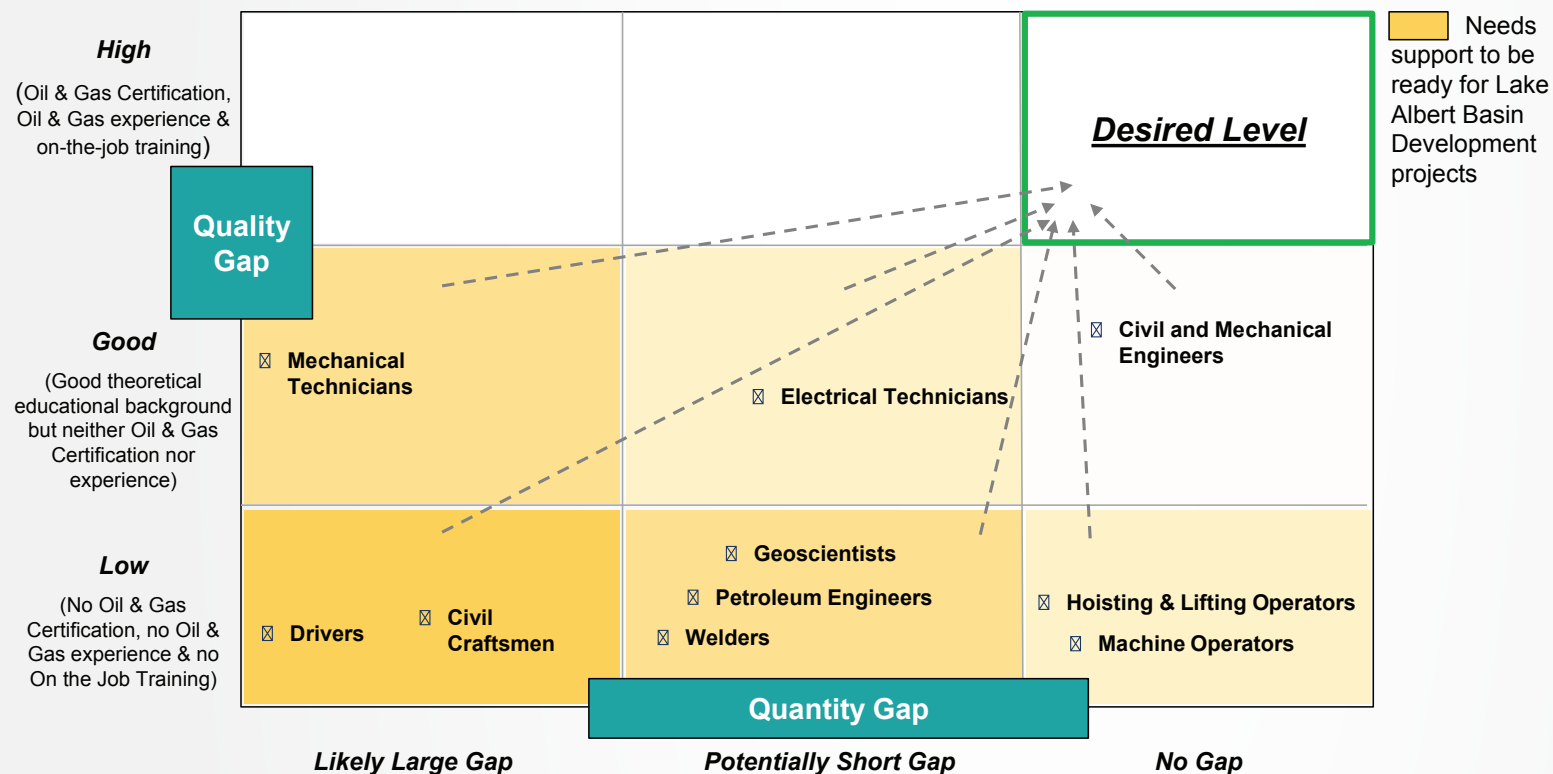 High
(Oil & Gas Certification,
Oil & Gas experience &
on-the-job training)
Quality
Gap
Good
(Good theoretical
educational background
but neither Oil & Gas
Certification nor
experience)
Low
(No Oil & Gas
Certification, no Oil &
Gas experience & no
On the Job Training)
Desired Level
Needs
support to be
ready for Lake
Albert Basin
Development
projects
Mechanical
Technicians
Electrical Technicians
Civil and Mechanical
Engineers
Drivers
Civil
Craftsmen
Geoscientists
Petroleum Engineers
Welders
Hoisting & Lifting Operators
Machine Operators
Quantity Gap
Likely Large Gap
Potentially Short Gap
No Gap